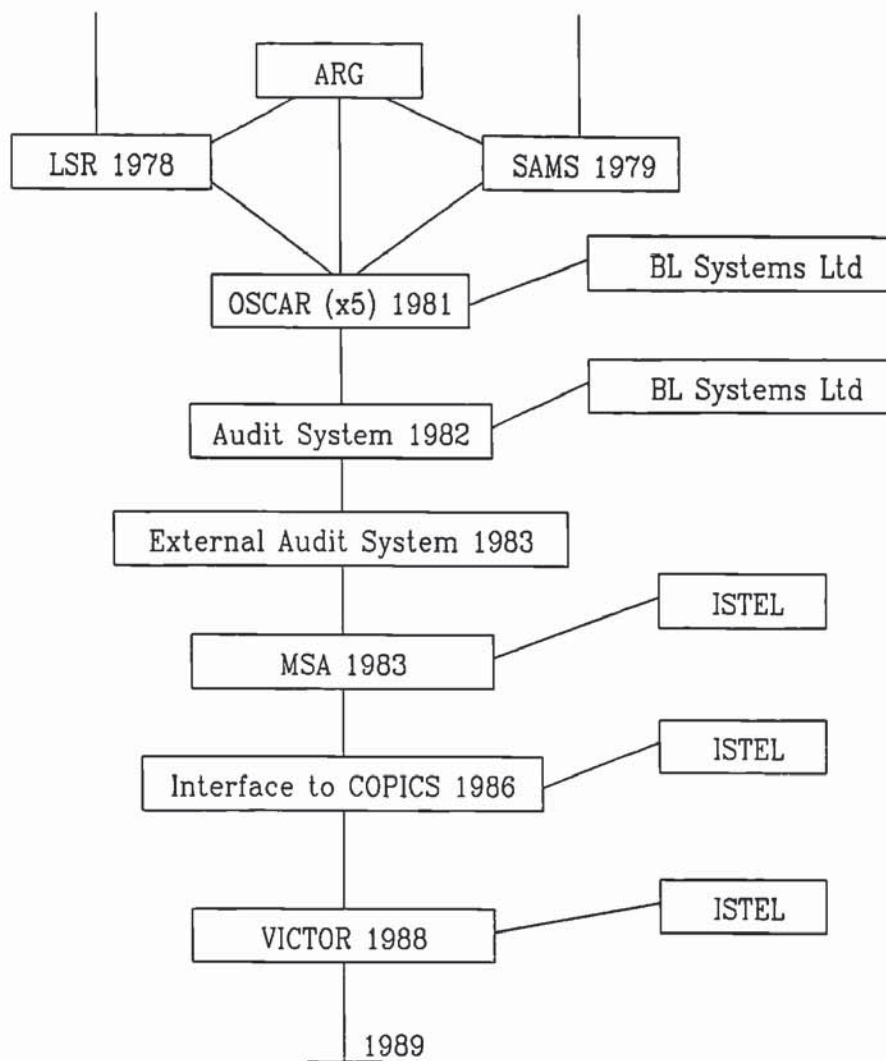 ARG
LSR 1978
SAMS 1979
BL Systems Ltd
OSCAR (x5) 1981
BL Systems Ltd
Audit System 1982
External Audit System 1983
ISTEL
MSA 1983
ISTEL
Interface to COPICS 1986
ISTEL
VICTOR 1988
1989